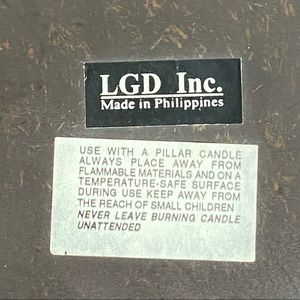 LGD Inc.
Made in Philippines
USE WITH A PILLAR CANDLE
ALWAYS PLACE AWAY FROM
FLAMMABLE MATERIALS AND ON A
TEMPERATURE-SAFE SURFACE
DURING USE KEEP AWAY FROM
THE REACH OF SMALL CHILDREN
NEVER LEAVE BURNING CANDLE
UNATTENDED